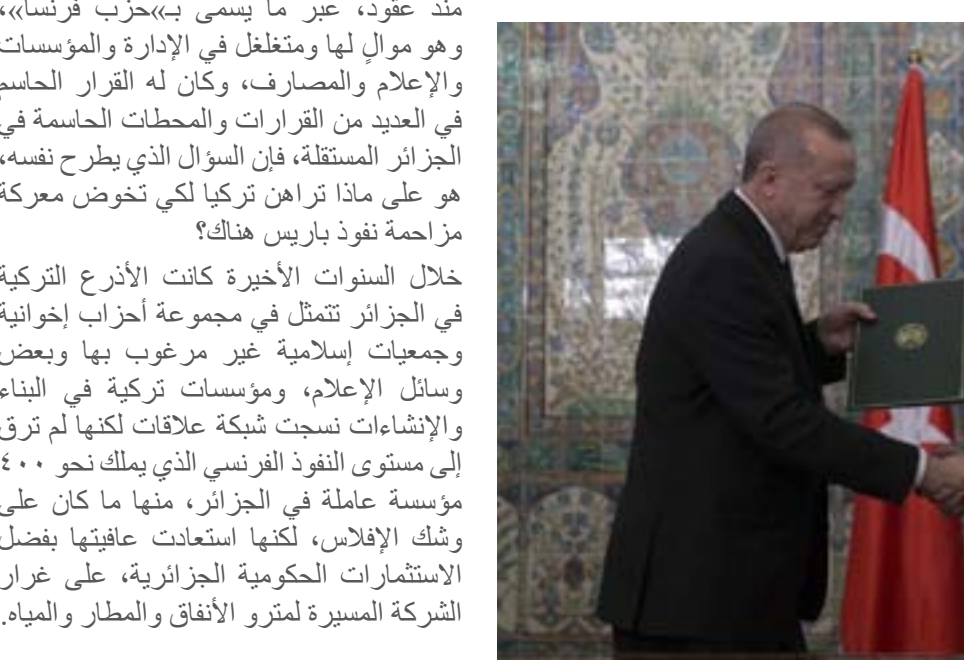 منذ عقود، عبر ما يسمى بـ»حزب فرنسا«،
وهو موالٍ لها ومتغلغل في الإدارة والمؤسسات
والإعلام والمصارف، وكان له القرار الحاسم
في العديد من القرارات والمحطات الحاسمة في
الجزائر المستقلة، فإن السؤال الذي يطرح نفسه،
هو على ماذا تراهن تركيا لكي تخوض معركة
مزاحمة نفوذ باريس هناك؟
خلال السنوات الأخيرة كانت الأذرع التركية
في الجزائر تتمثل في مجموعة أحزاب إخوانية
وجمعيات إسلامية غير مرغوب بها وبعض
وسائل الإعلام، ومؤسسات تركية في البناء
والإنشاءات نسجت شبكة علاقات لكنها لم ترق
إلى مستوى النفوذ الفرنسي الذي يملك نحو ٤٠٠
مؤسسة عاملة في الجزائر، منها ما كان على
وشك الإفلاس، لكنها استعادت عافيتها بفضل
الاستثمارات الحكومية الجزائرية، على غرار
الشركة المسيرة لمترو الأنفاق والمطار والمياه.